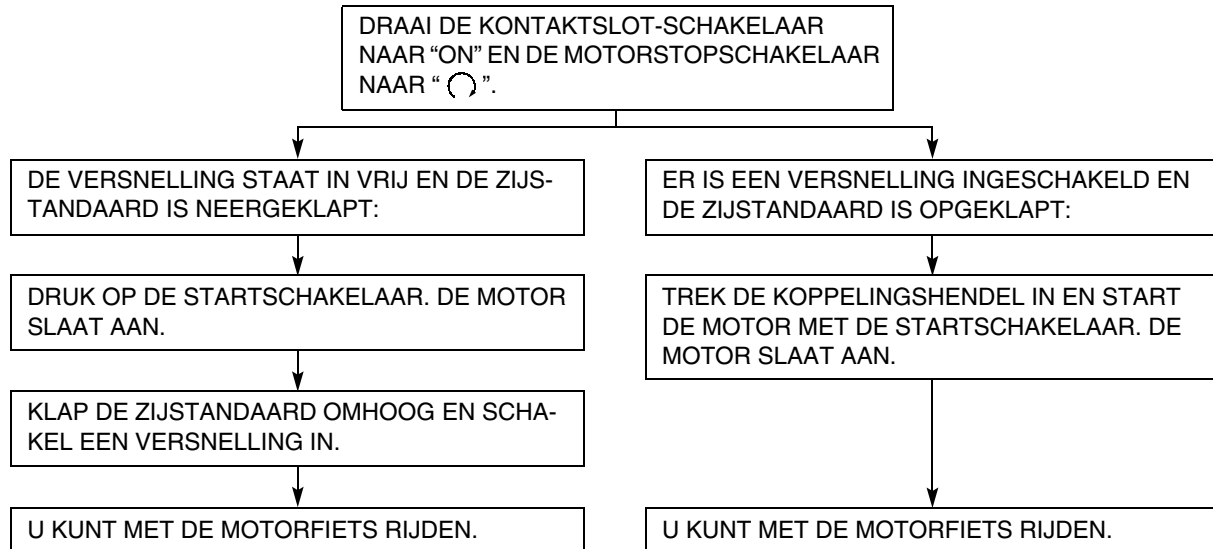 DRAAI DE KONTAKTSLOT-SCHAKELAAR
NAAR “ON” EN DE MOTORSTOPSCHAKELAAR
NAAR “ ”.
DE VERSNELLING STAAT IN VRIJ EN DE ZIJS-
TANDAARD IS NEERGEKLAPT:
DRUK OP DE STARTSCHAKELAAR. DE MOTOR
SLAAT AAN.
KLAP DE ZIJSTANDAARD OMHOOG EN SCHA-
KEL EEN VERSNELLING IN.
U KUNT MET DE MOTORFIETS RIJDEN.
ER IS EEN VERSNELLING INGESCHAKELD EN
DE ZIJSTANDAARD IS OPGEKLAPT:
TREK DE KOPPELINGSHENDEL IN EN START
DE MOTOR MET DE STARTSCHAKELAAR. DE
MOTOR SLAAT AAN.
U KUNT MET DE MOTORFIETS RIJDEN.